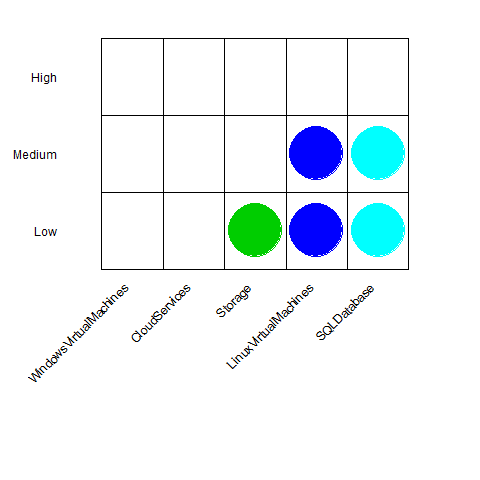 High
Medium
Low
WindowsVirtualMachines
CloudServices
Storage
LinuxVirtualMachines
SQLDatabase